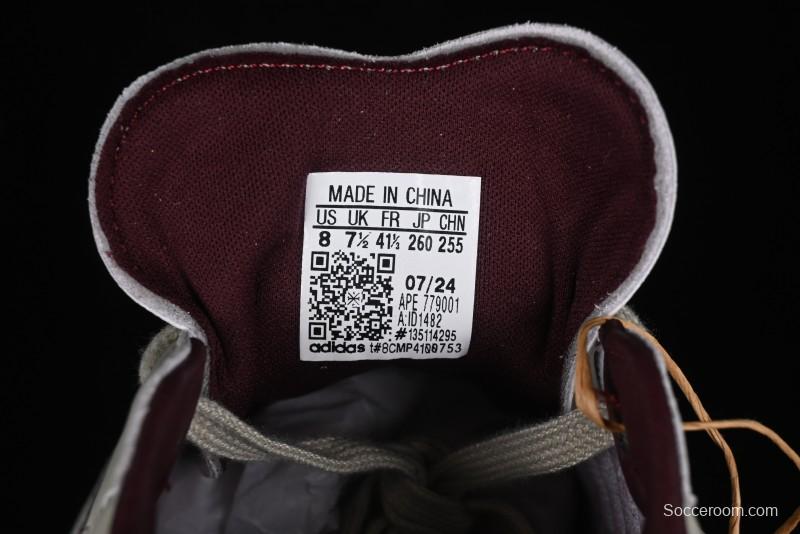 MADE IN CHINA
US UK FR JP CHN
8 7½ 41⅓ 260 255
07/24
APE 779001
A:ID1482
#135114295
adidas t#8CMP4100753
Socceroom.com